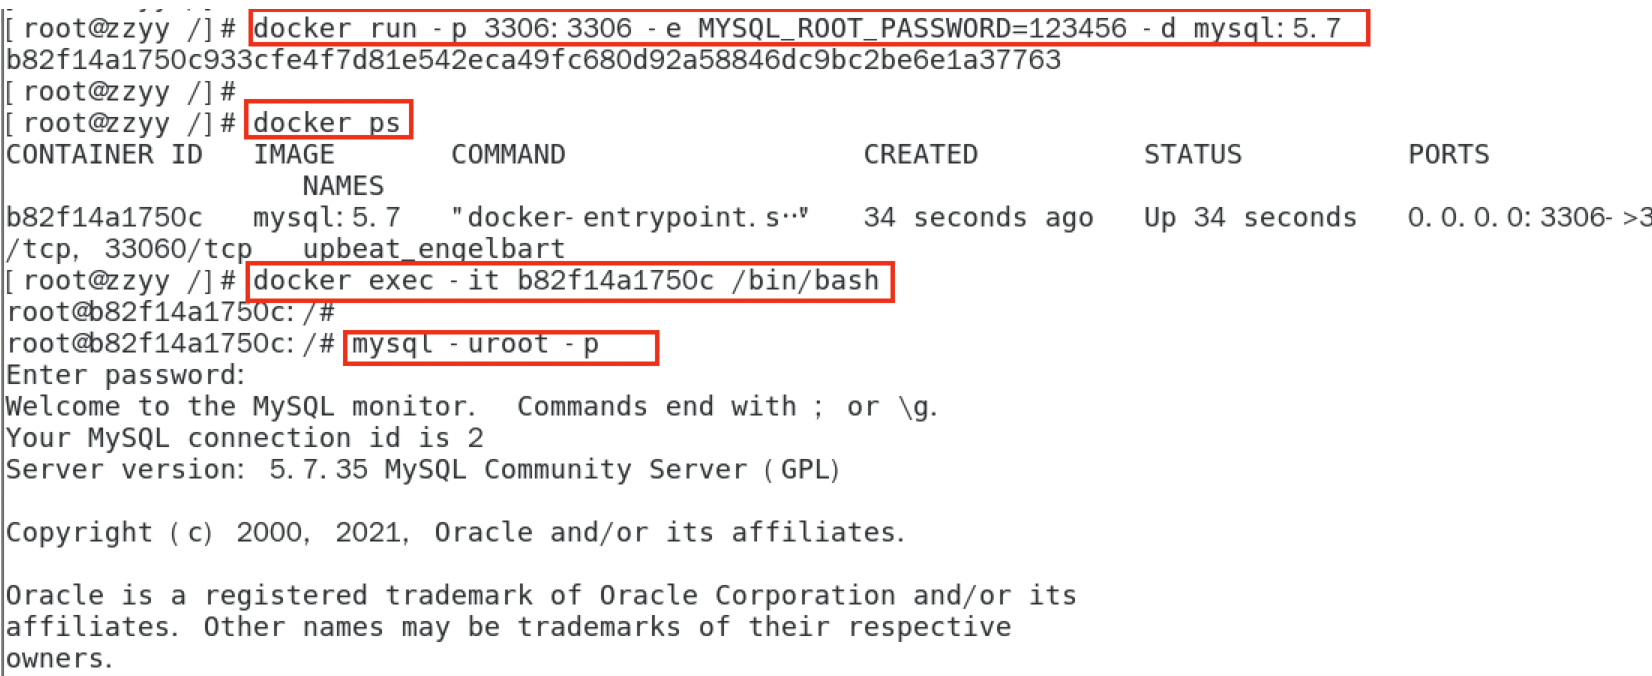 [root@zzyy /]# docker run -p 3306:3306 -e MYSQL_ROOT_PASSWORD=123456 -d mysql:5.7
b82f14a1750c933cfe4f7d81e542eca49fc680d92a58846dc9bc2be6e1a37763
[root@zzyy /]#
[root@zzyy /]# docker ps
CONTAINER ID   IMAGE       COMMAND                  CREATED          STATUS          PORTS
NAMES
b82f14a1750c   mysql:5.7   "docker-entrypoint.s…"   34 seconds ago   Up 34 seconds   0.0.0.0:3306->3
/tcp, 33060/tcp   upbeat_engelbart
[root@zzyy /]# docker exec -it b82f14a1750c /bin/bash
root@b82f14a1750c:/#
root@b82f14a1750c:/# mysql -uroot -p
Enter password:
Welcome to the MySQL monitor.  Commands end with ; or \g.
Your MySQL connection id is 2
Server version: 5.7.35 MySQL Community Server (GPL)
Copyright (c) 2000, 2021, Oracle and/or its affiliates.
Oracle is a registered trademark of Oracle Corporation and/or its
affiliates. Other names may be trademarks of their respective
owners.